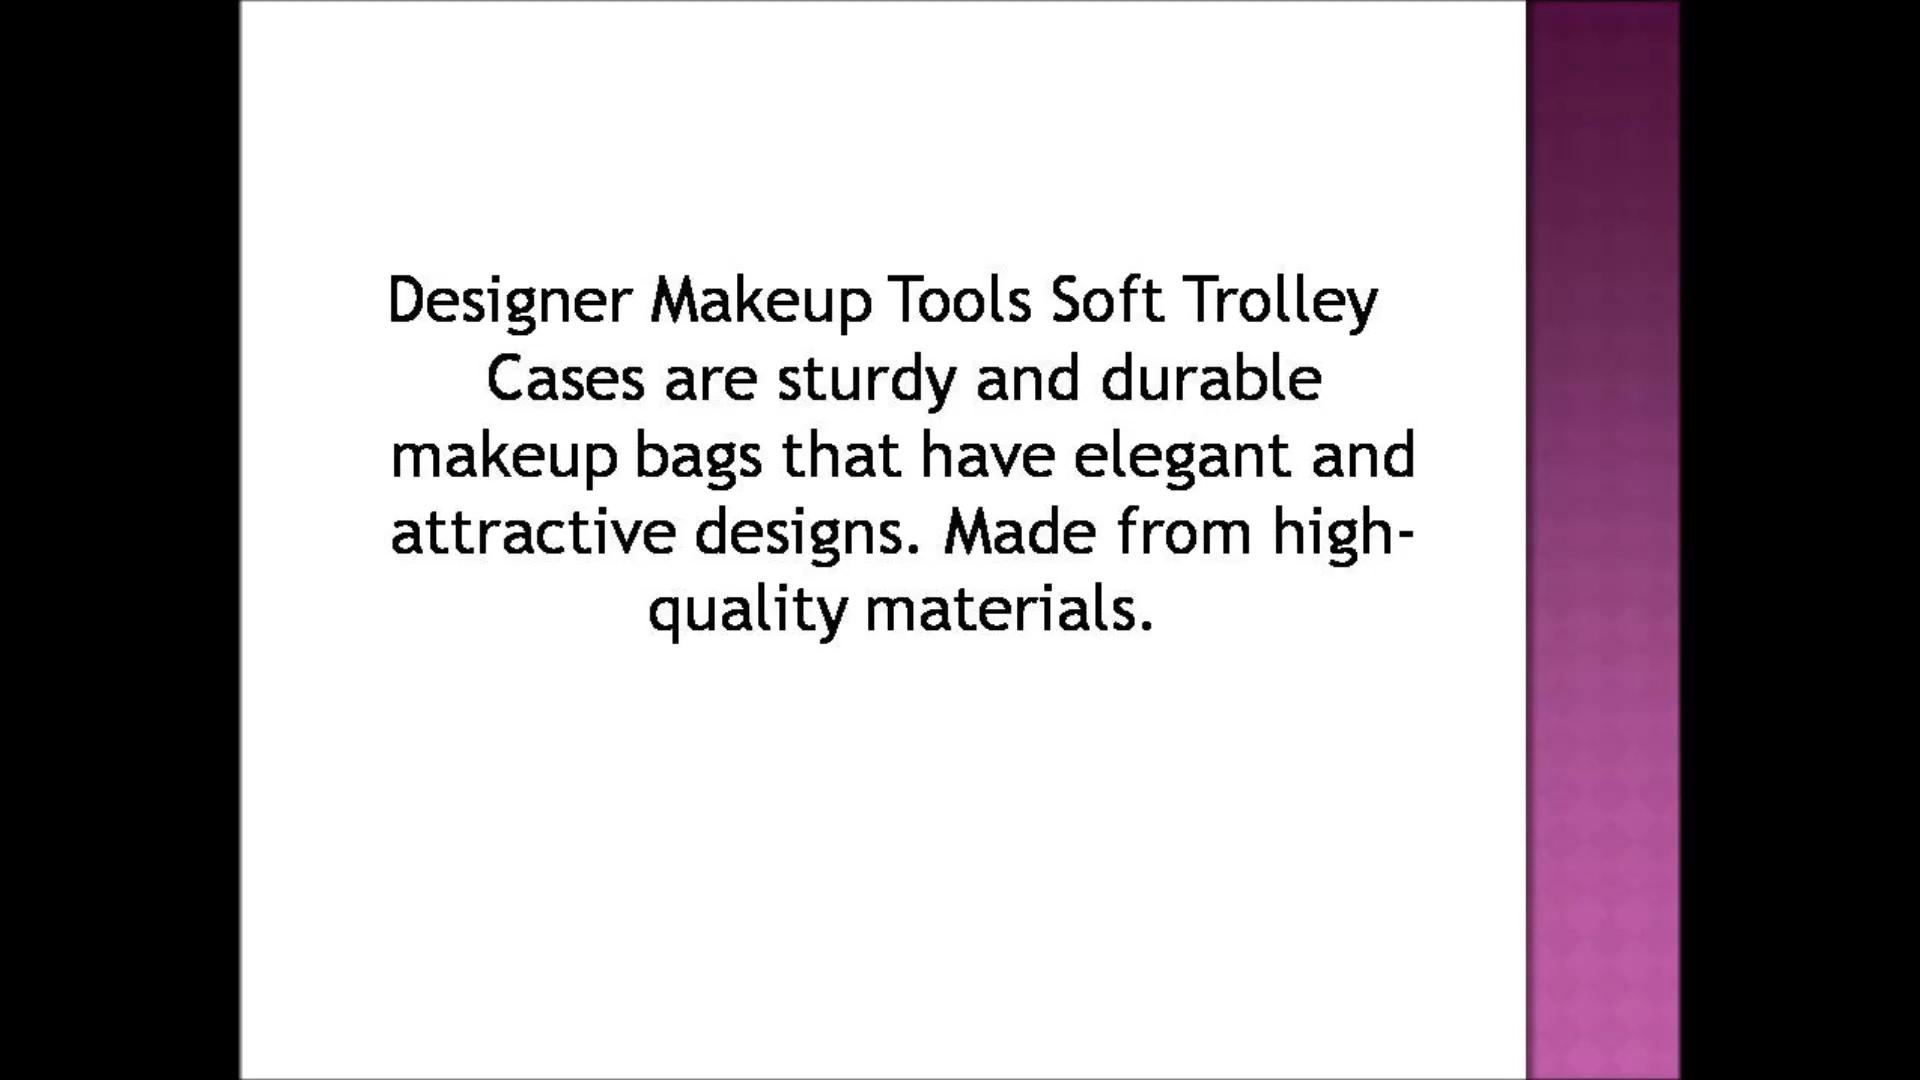 Designer Makeup Tools Soft Trolley
Cases are sturdy and durable
makeup bags that have elegant and
attractive designs. Made from high-
quality materials.